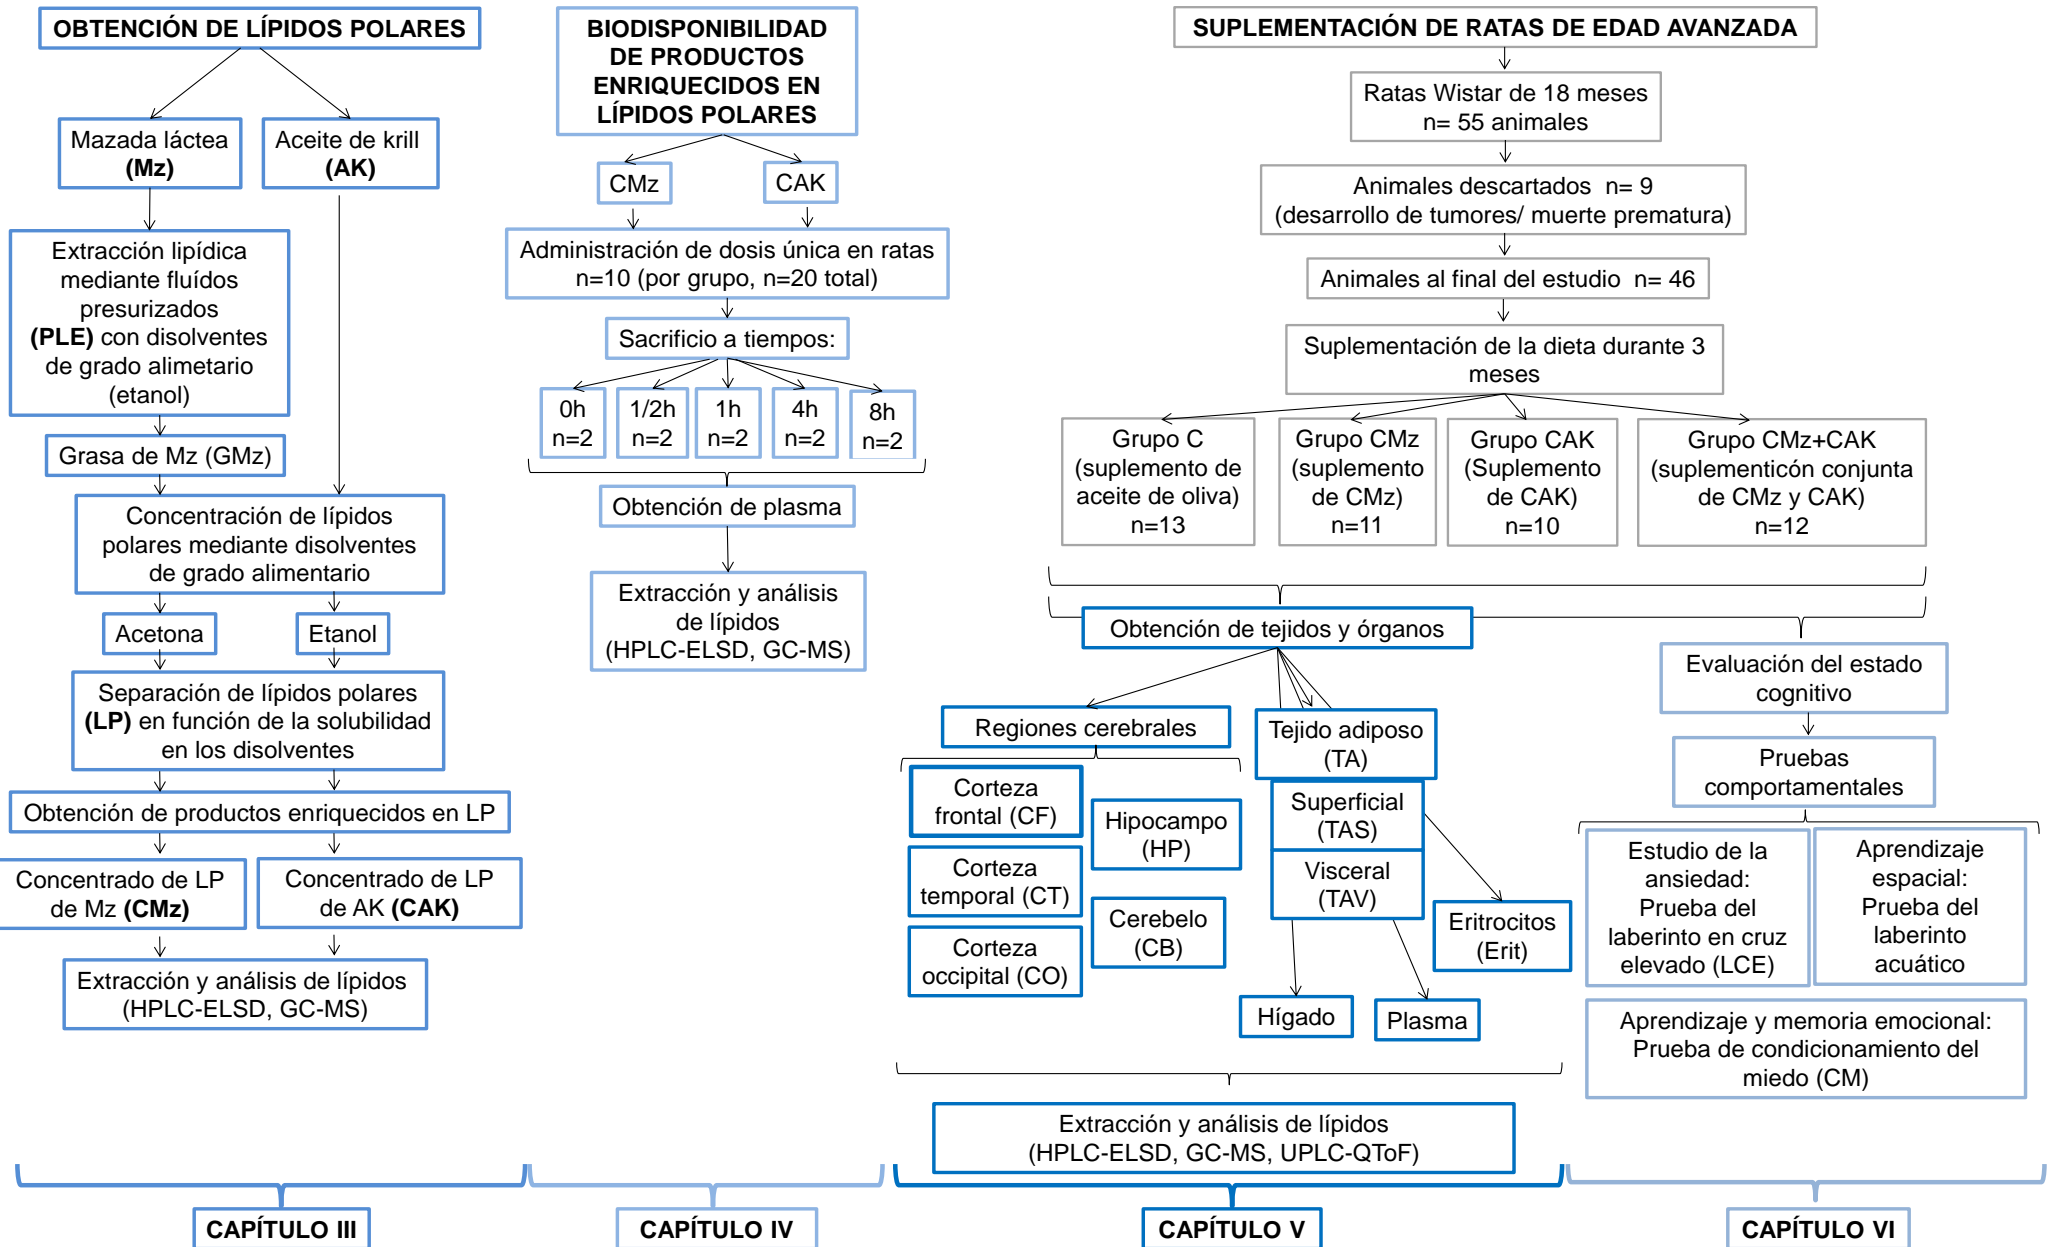 OBTENCIÓN DE LÍPIDOS POLARES
Mazada láctea
(Mz)
Aceite de krill
(AK)
Extracción lipídica
mediante fluídos
presurizados
(PLE) con disolventes
de grado alimetario
(etanol)
Grasa de Mz (GMz)
Concentración de lípidos
polares mediante disolventes
de grado alimentario
Acetona
Etanol
Separación de lípidos polares
(LP) en función de la solubilidad
en los disolventes
Obtención de productos enriquecidos en LP
Concentrado de LP
de Mz (CMz)
Concentrado de LP
de AK (CAK)
Extracción y análisis de lípidos
(HPLC-ELSD, GC-MS)
CAPÍTULO III
BIODISPONIBILIDAD
DE PRODUCTOS
ENRIQUECIDOS EN
LÍPIDOS POLARES
CMz
CAK
Administración de dosis única en ratas
n=10 (por grupo, n=20 total)
Sacrificio a tiempos:
0h
n=2
1/2h
n=2
1h
n=2
4h
n=2
8h
n=2
Obtención de plasma
Extracción y análisis
de lípidos
(HPLC-ELSD, GC-MS)
CAPÍTULO IV
SUPLEMENTACIÓN DE RATAS DE EDAD AVANZADA
Ratas Wistar de 18 meses
n= 55 animales
Animales descartados n= 9
(desarrollo de tumores/ muerte prematura)
Animales al final del estudio n= 46
Suplementación de la dieta durante 3
meses
Grupo C
(suplemento de
aceite de oliva)
n=13
Grupo CMz
(suplemento
de CMz)
n=11
Grupo CAK
(Suplemento
de CAK)
n=10
Grupo CMz+CAK
(suplementicón conjunta
de CMz y CAK)
n=12
Obtención de tejidos y órganos
Regiones cerebrales
Corteza
frontal (CF)
Corteza
temporal (CT)
Corteza
occipital (CO)
Hipocampo
(HP)
Cerebelo
(CB)
Tejido adiposo
(TA)
Superficial
(TAS)
Visceral
(TAV)
Hígado
Plasma
Eritrocitos
(Erit)
Extracción y análisis de lípidos
(HPLC-ELSD, GC-MS, UPLC-QToF)
CAPÍTULO V
Evaluación del estado
cognitivo
Pruebas
comportamentales
Estudio de la
ansiedad:
Prueba del
laberinto en cruz
elevado (LCE)
Aprendizaje
espacial:
Prueba del
laberinto
acuático
Aprendizaje y memoria emocional:
Prueba de condicionamiento del
miedo (CM)
CAPÍTULO VI